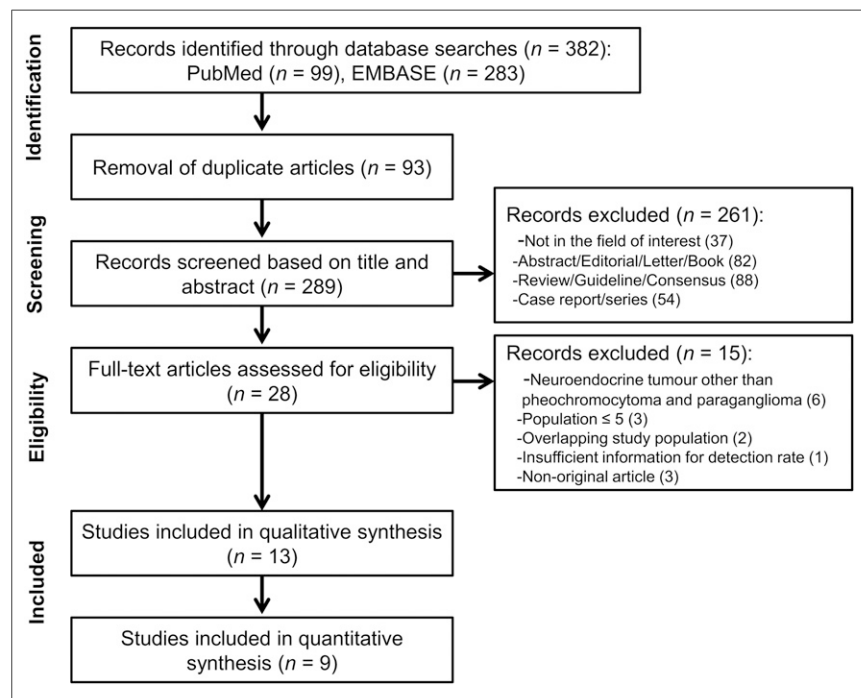 Identification
Records identified through database searches (n = 382):
PubMed (n = 99), EMBASE (n = 283)
Removal of duplicate articles (n = 93)
Screening
Records screened based on title and
abstract (n = 289)
Records excluded (n = 261):
-Not in the field of interest (37)
-Abstract/Editorial/Letter/Book (82)
-Review/Guideline/Consensus (88)
-Case report/series (54)
Eligibility
Full-text articles assessed for eligibility
(n = 28)
Records excluded (n = 15):
-Neuroendocrine tumour other than
pheochromocytoma and paraganglioma (6)
-Population ≤ 5 (3)
-Overlapping study population (2)
-Insufficient information for detection rate (1)
-Non-original article (3)
Included
Studies included in qualitative synthesis
(n = 13)
Studies included in quantitative
synthesis (n = 9)